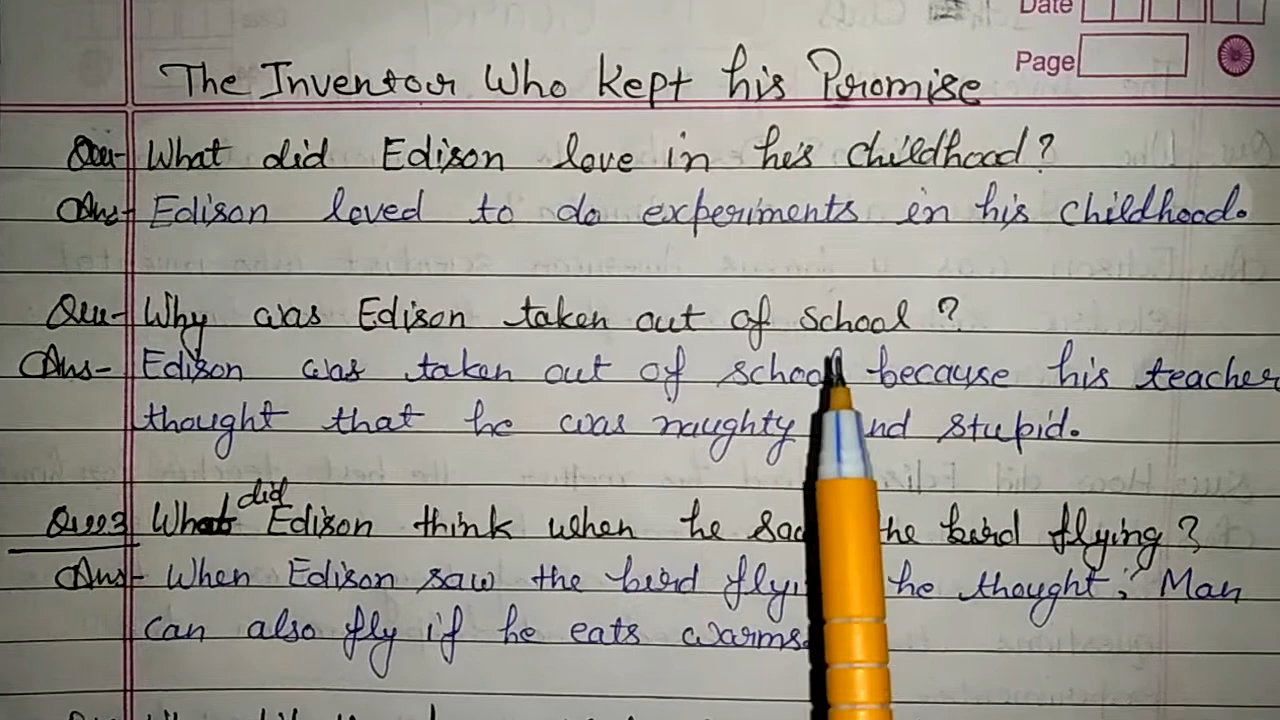 Date
Page
The Inventor Who kept his Promise
Que- What did Edison love in he's childhood?
Ans- Edison loved to do experiments in his childhood.
Que- Why was Edison taken out of school?
Ans- Edison was taken out of school because his teacher
thought that he was naughty and stupid.
Ques3 What did Edison think when he saw the bird flying?
Ans- When Edison saw the bird flying he thought, Man
can also fly if he eats warms